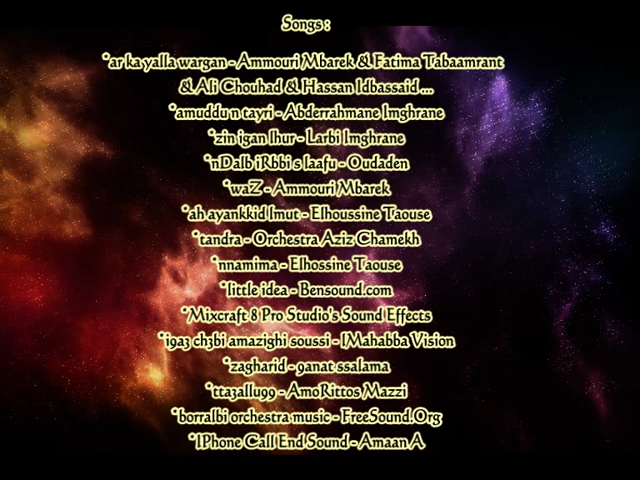 Songs :
*ar ka yalla wargan - Ammouri Mbarek & Fatima Tabaamrant
& Ali Chouhad & Hassan Idbassaid ...
*amuddu n tayri - Abderrahmane Imghrane
*zin igan lhur - Larbi Imghrane
*nDalb iRbbi s laafu - Oudaden
*waZ - Ammouri Mbarek
*ah ayankkid lmut - Elhoussine Taouse
*tandra - Orchestra Aziz Chamekh
*nnamima - Elhossine Taouse
*little idea - Bensound.com
*Mixcraft 8 Pro Studio's Sound Effects
*i9a3 ch3bi amazighi soussi - IMahabba Vision
*zagharid - 9anat ssalama
*tta3allu99 - AmoRittos Mazzi
*borralbi orchestra music - FreeSound.Org
*IPhone Call End Sound - Amaan A